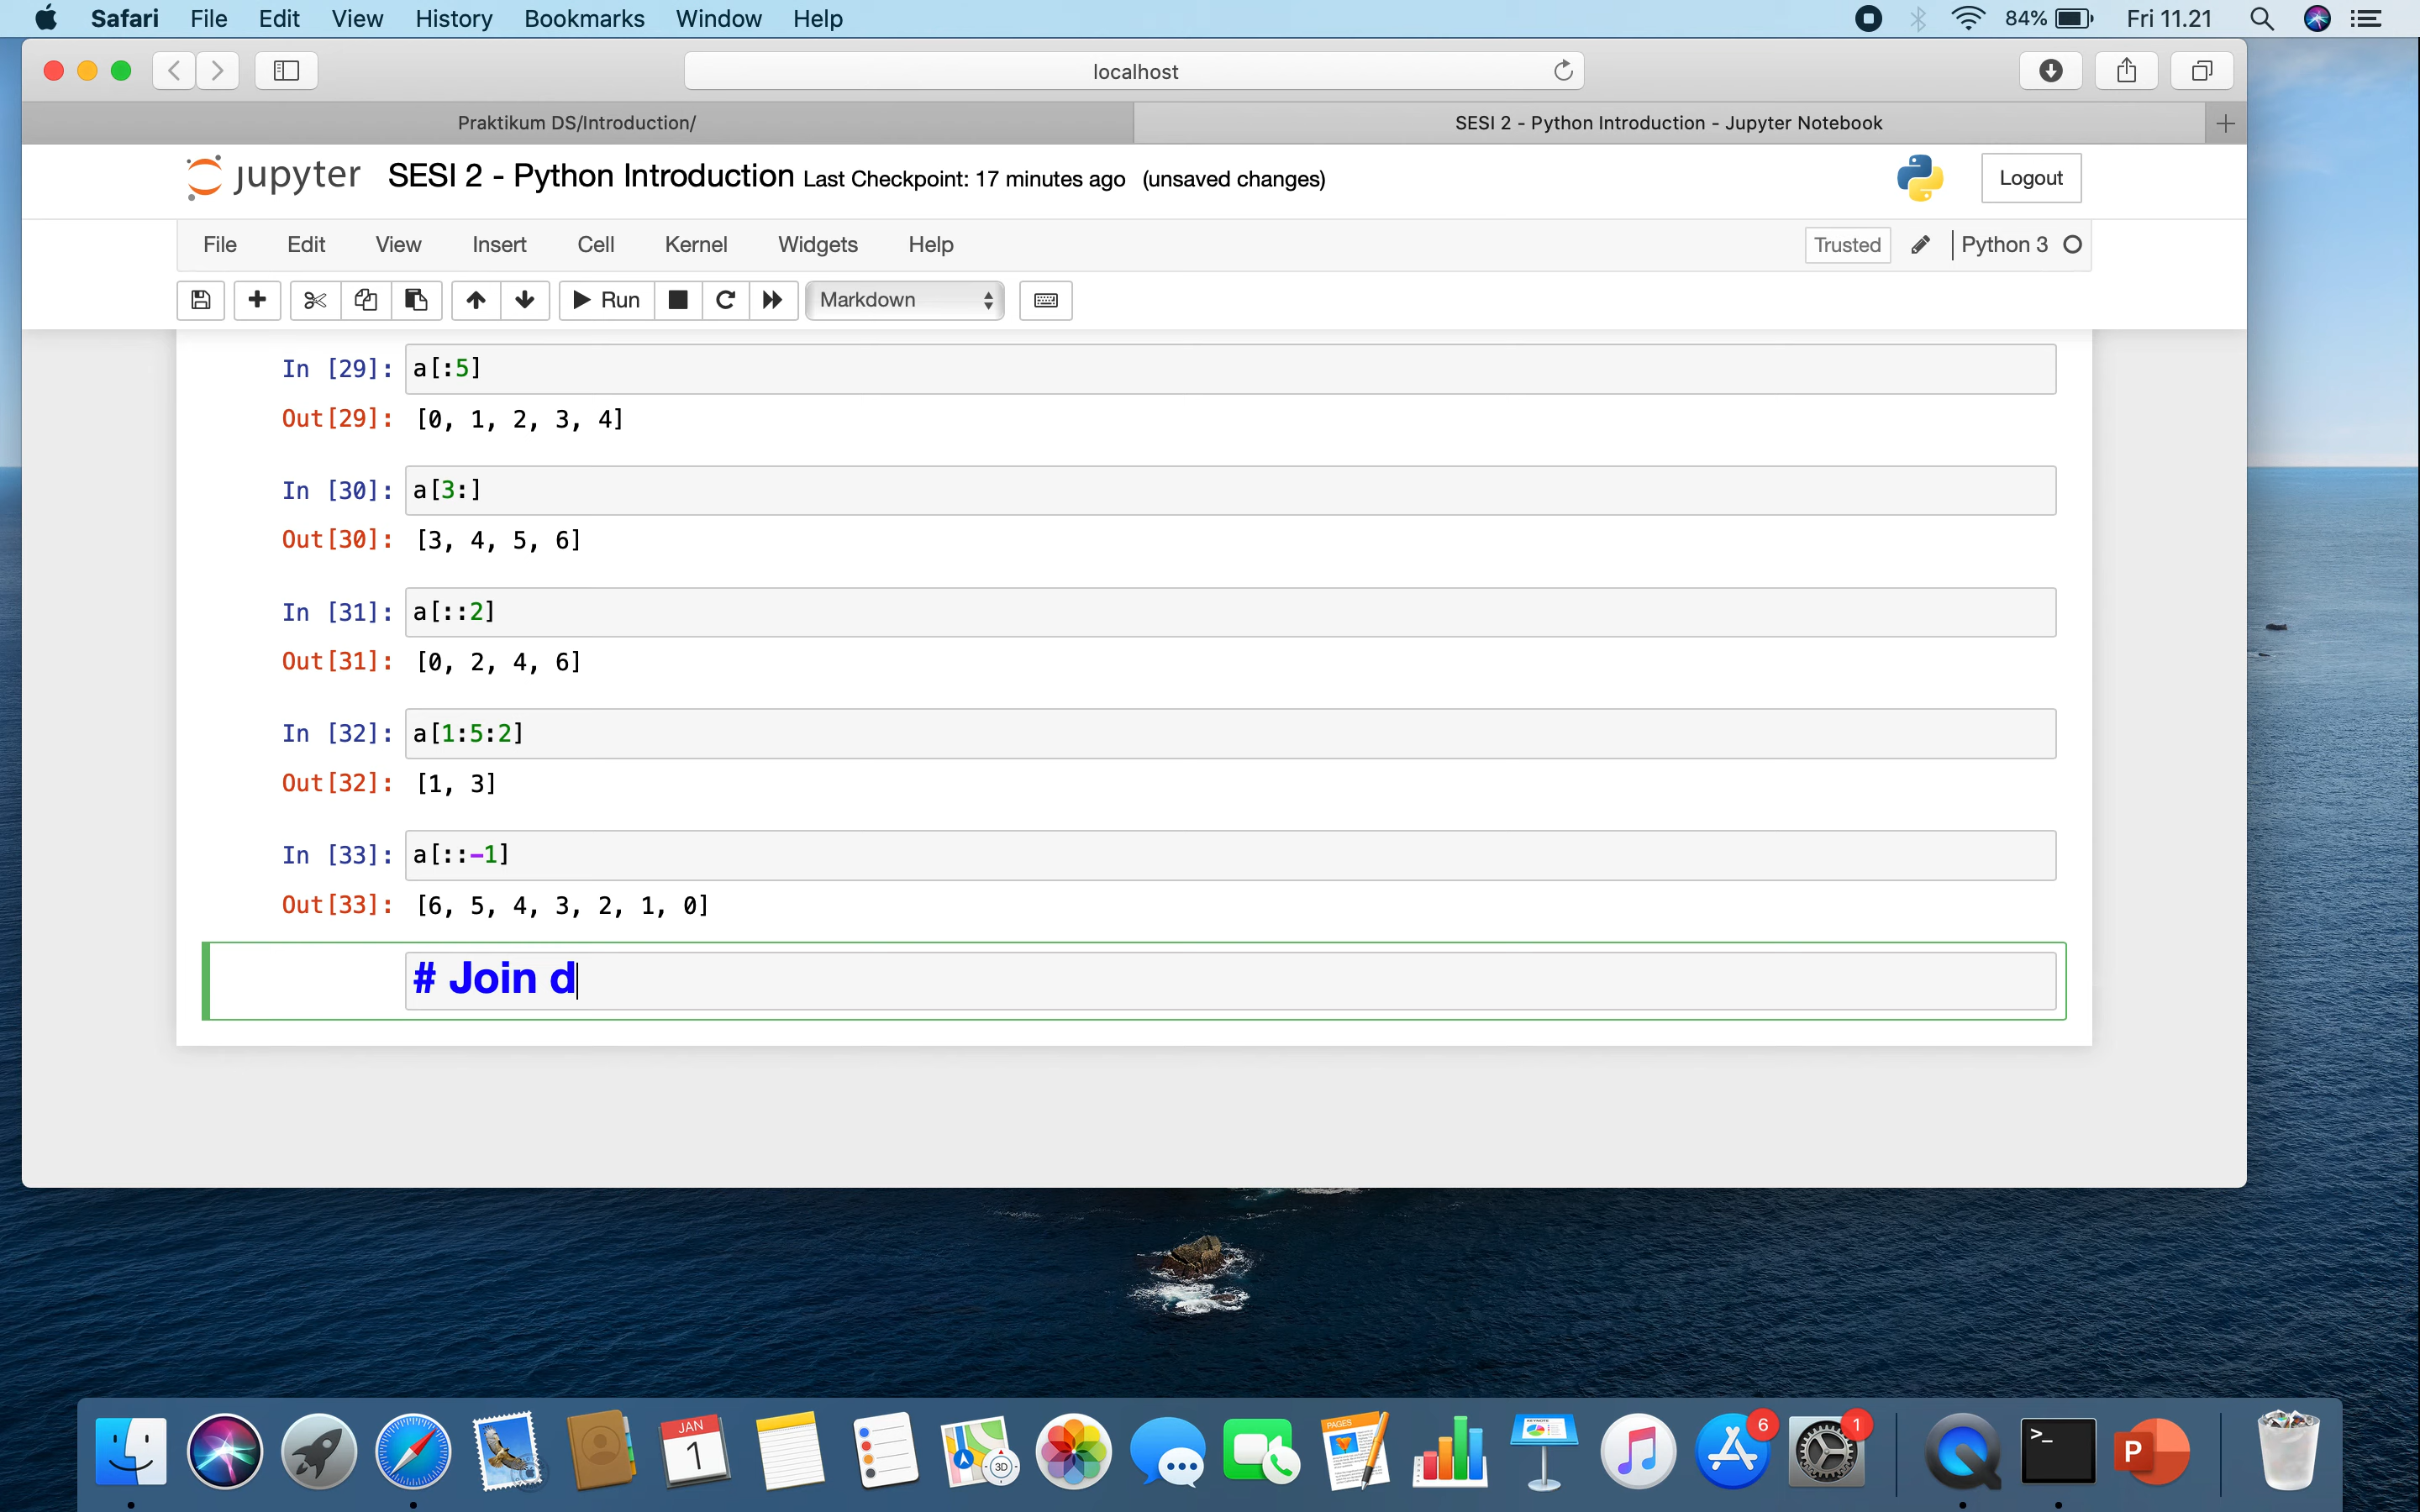 Safari File Edit View History Bookmarks Window Help 84% Fri 11.21
localhost
Praktikum DS/Introduction/ SESI 2 - Python Introduction - Jupyter Notebook
jupyter SESI 2 - Python Introduction Last Checkpoint: 17 minutes ago (unsaved changes) Logout
File Edit View Insert Cell Kernel Widgets Help Trusted Python 3
Run Markdown
In [29]: a[:5]
Out[29]: [0, 1, 2, 3, 4]
In [30]: a[3:]
Out[30]: [3, 4, 5, 6]
In [31]: a[::2]
Out[31]: [0, 2, 4, 6]
In [32]: a[1:5:2]
Out[32]: [1, 3]
In [33]: a[::-1]
Out[33]: [6, 5, 4, 3, 2, 1, 0]
# Join d
JAN
1
3D
PAGES
KEYNOTE
6
1
>_
P